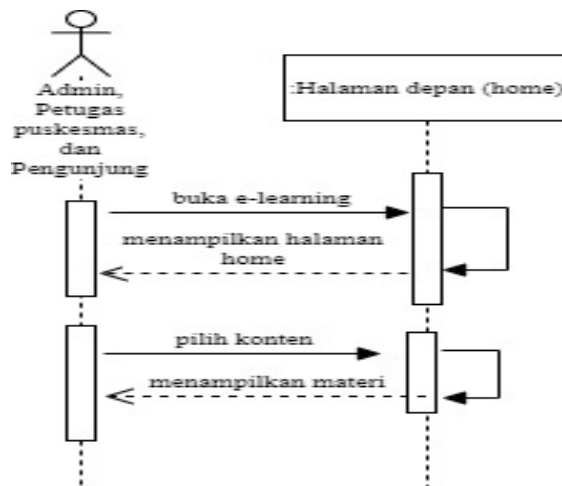 Admin,
Petugas
puskesmas,
dan
Pengunjung
:Halaman depan (home)
buka e-learning
menampilkan halaman
home
pilih konten
menampilkan materi